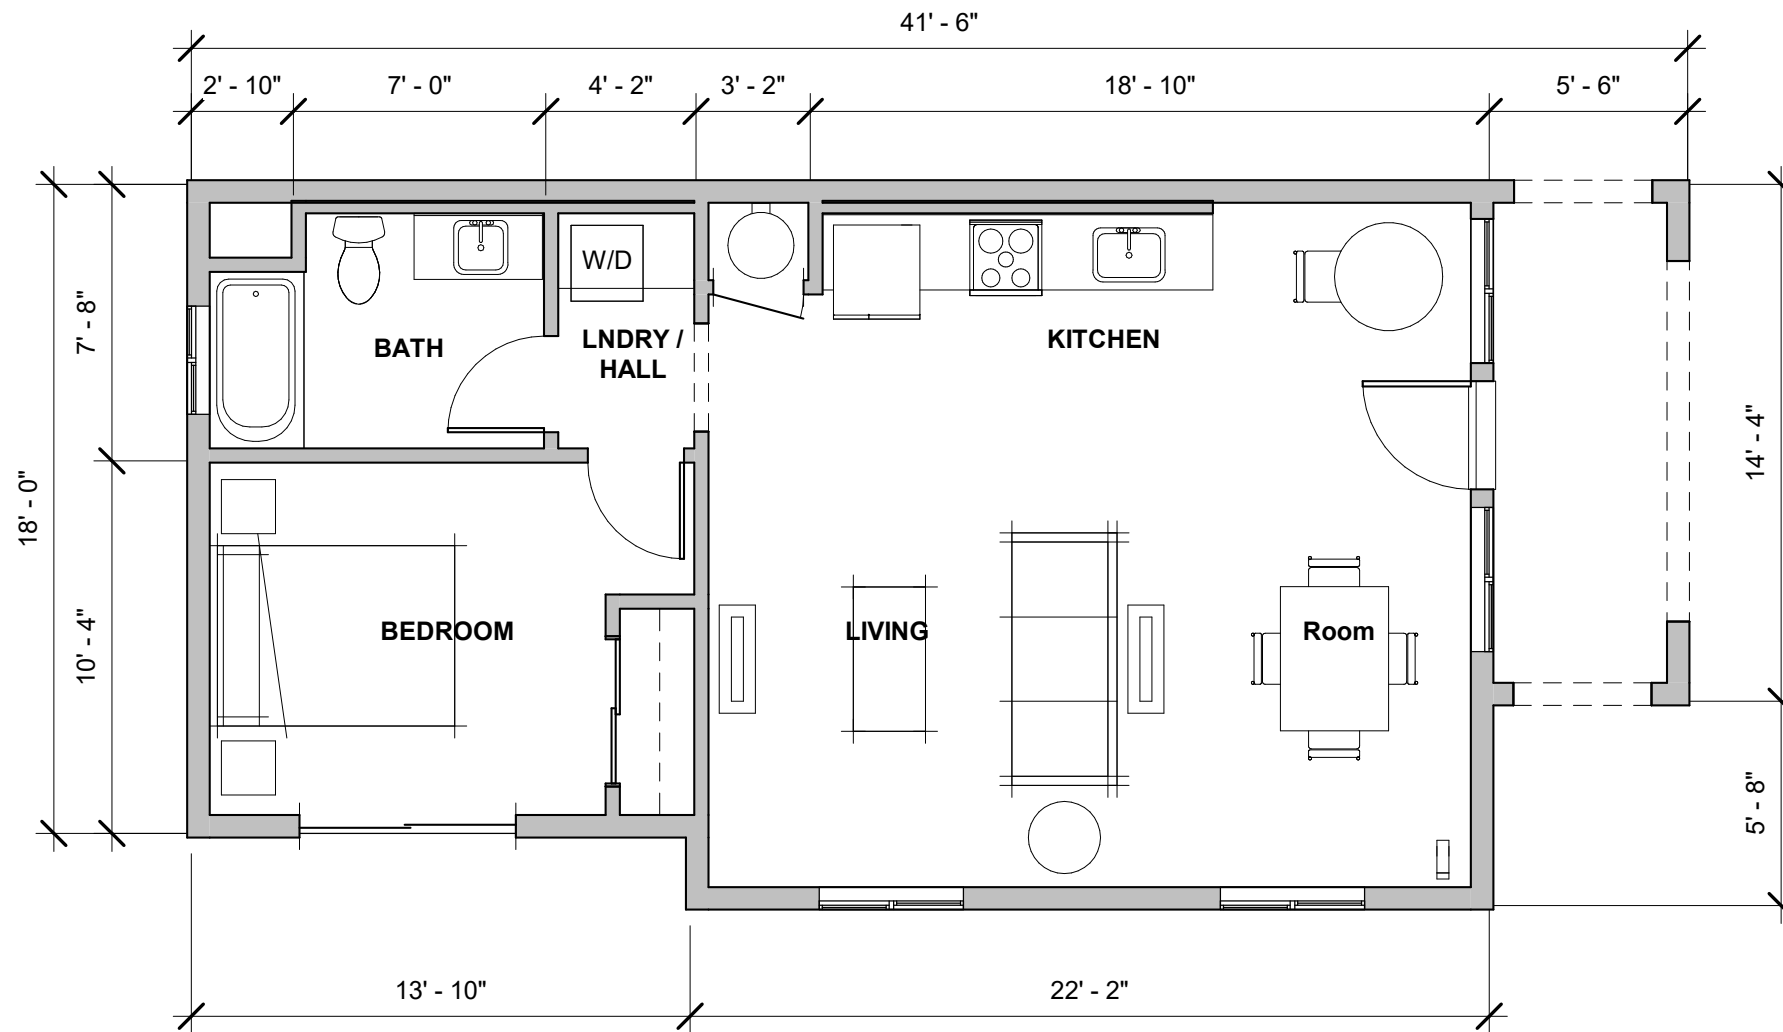 41' - 6"
2' - 10"
7' - 0"
4' - 2"
3' - 2"
18' - 10"
5' - 6"
W/D
7' - 8"
BATH
LNDRY /
HALL
KITCHEN
18' - 0"
14' - 4"
10' - 4"
BEDROOM
LIVING
Room
5' - 8"
13' - 10"
22' - 2"